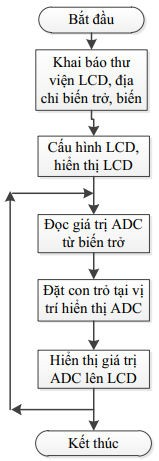 Bắt đầu
Khai báo thư
viện LCD, địa
chỉ biến trở, biến
Cấu hình LCD,
hiển thị LCD
Đọc giá trị ADC
từ biến trở
Đặt con trỏ tại vị
trí hiển thị ADC
Hiển thị giá trị
ADC lên LCD
Kết thúc